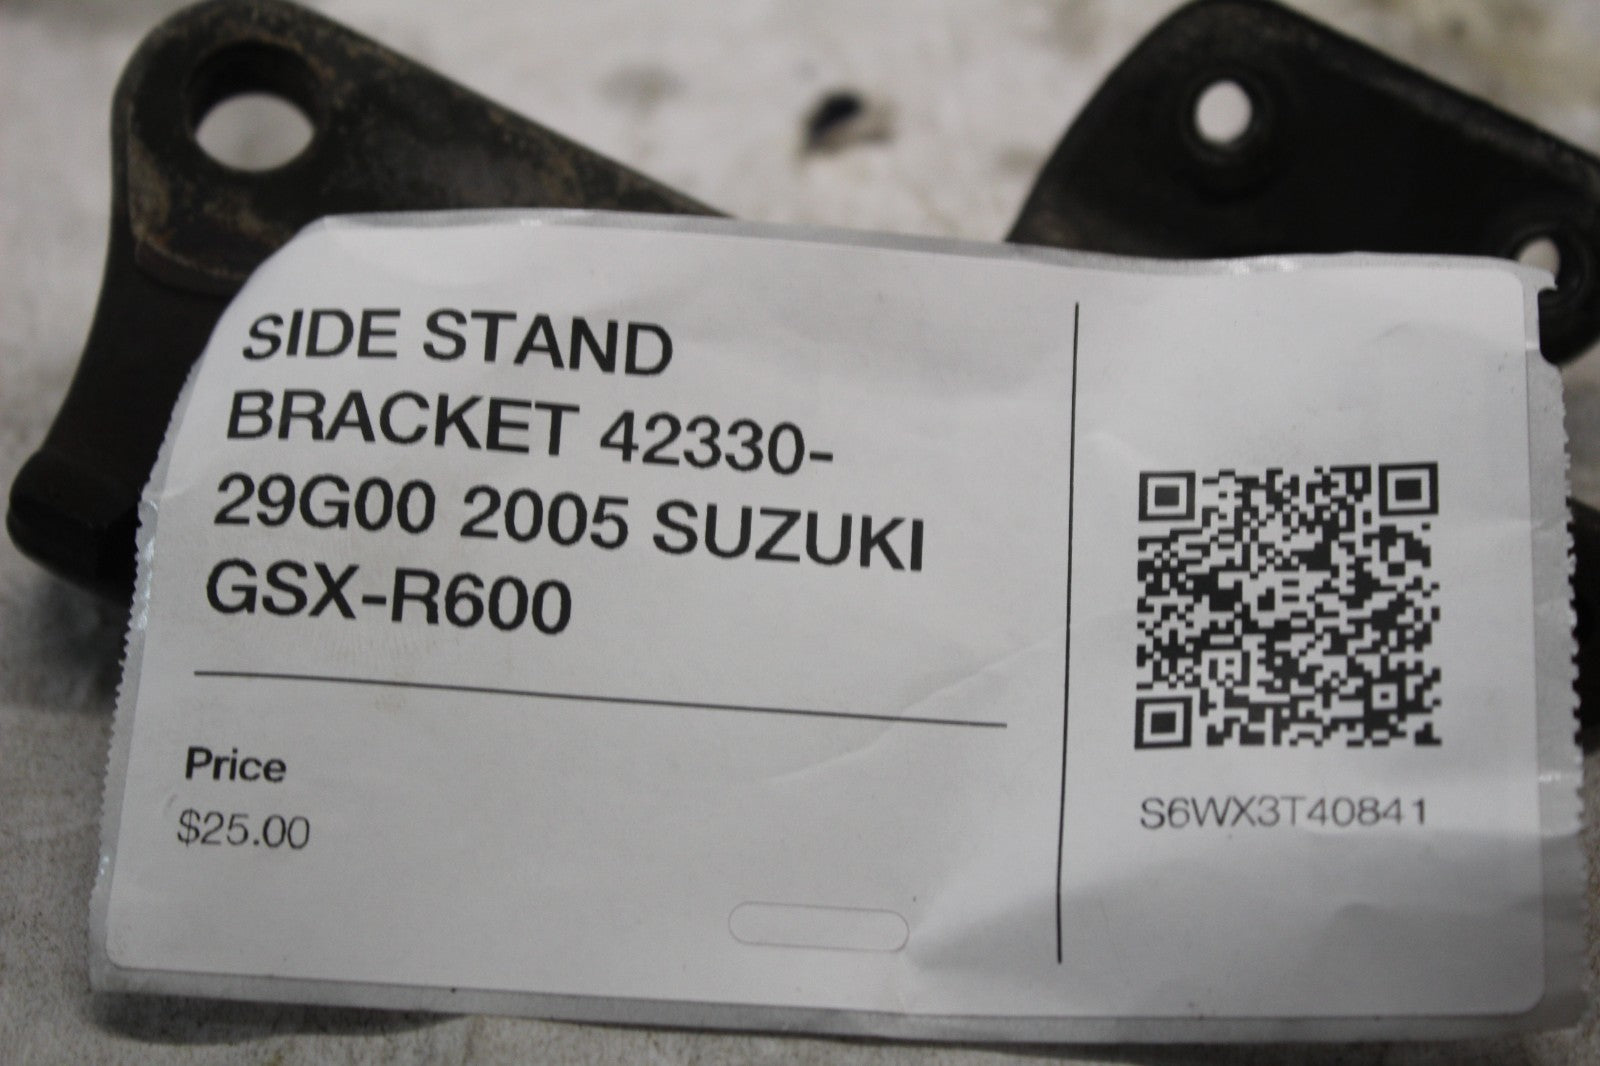 SIDE STAND
BRACKET 42330-
29G00 2005 SUZUKI
GSX-R600
Price
$25.00
S6WX3T40841